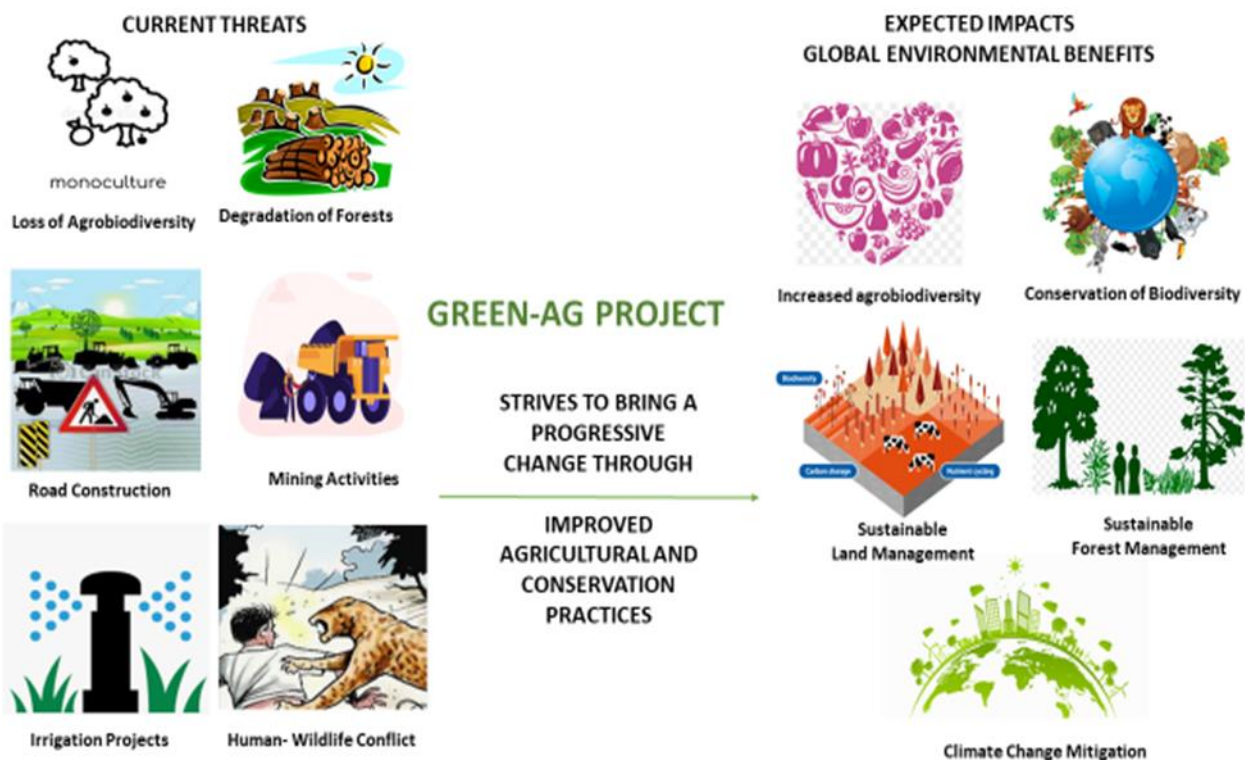 CURRENT THREATS
monoculture
Loss of Agrobiodiversity
Degradation of Forests
Road Construction
Mining Activities
Irrigation Projects
Human- Wildlife Conflict
GREEN-AG PROJECT
STRIVES TO BRING A
PROGRESSIVE
CHANGE THROUGH
IMPROVED
AGRICULTURAL AND
CONSERVATION
PRACTICES
EXPECTED IMPACTS
GLOBAL ENVIRONMENTAL BENEFITS
Increased agrobiodiversity
Conservation of Biodiversity
Biodiversity
Carbon storage
Nutrient cycling
Sustainable
Land Management
Sustainable
Forest Management
Climate Change Mitigation